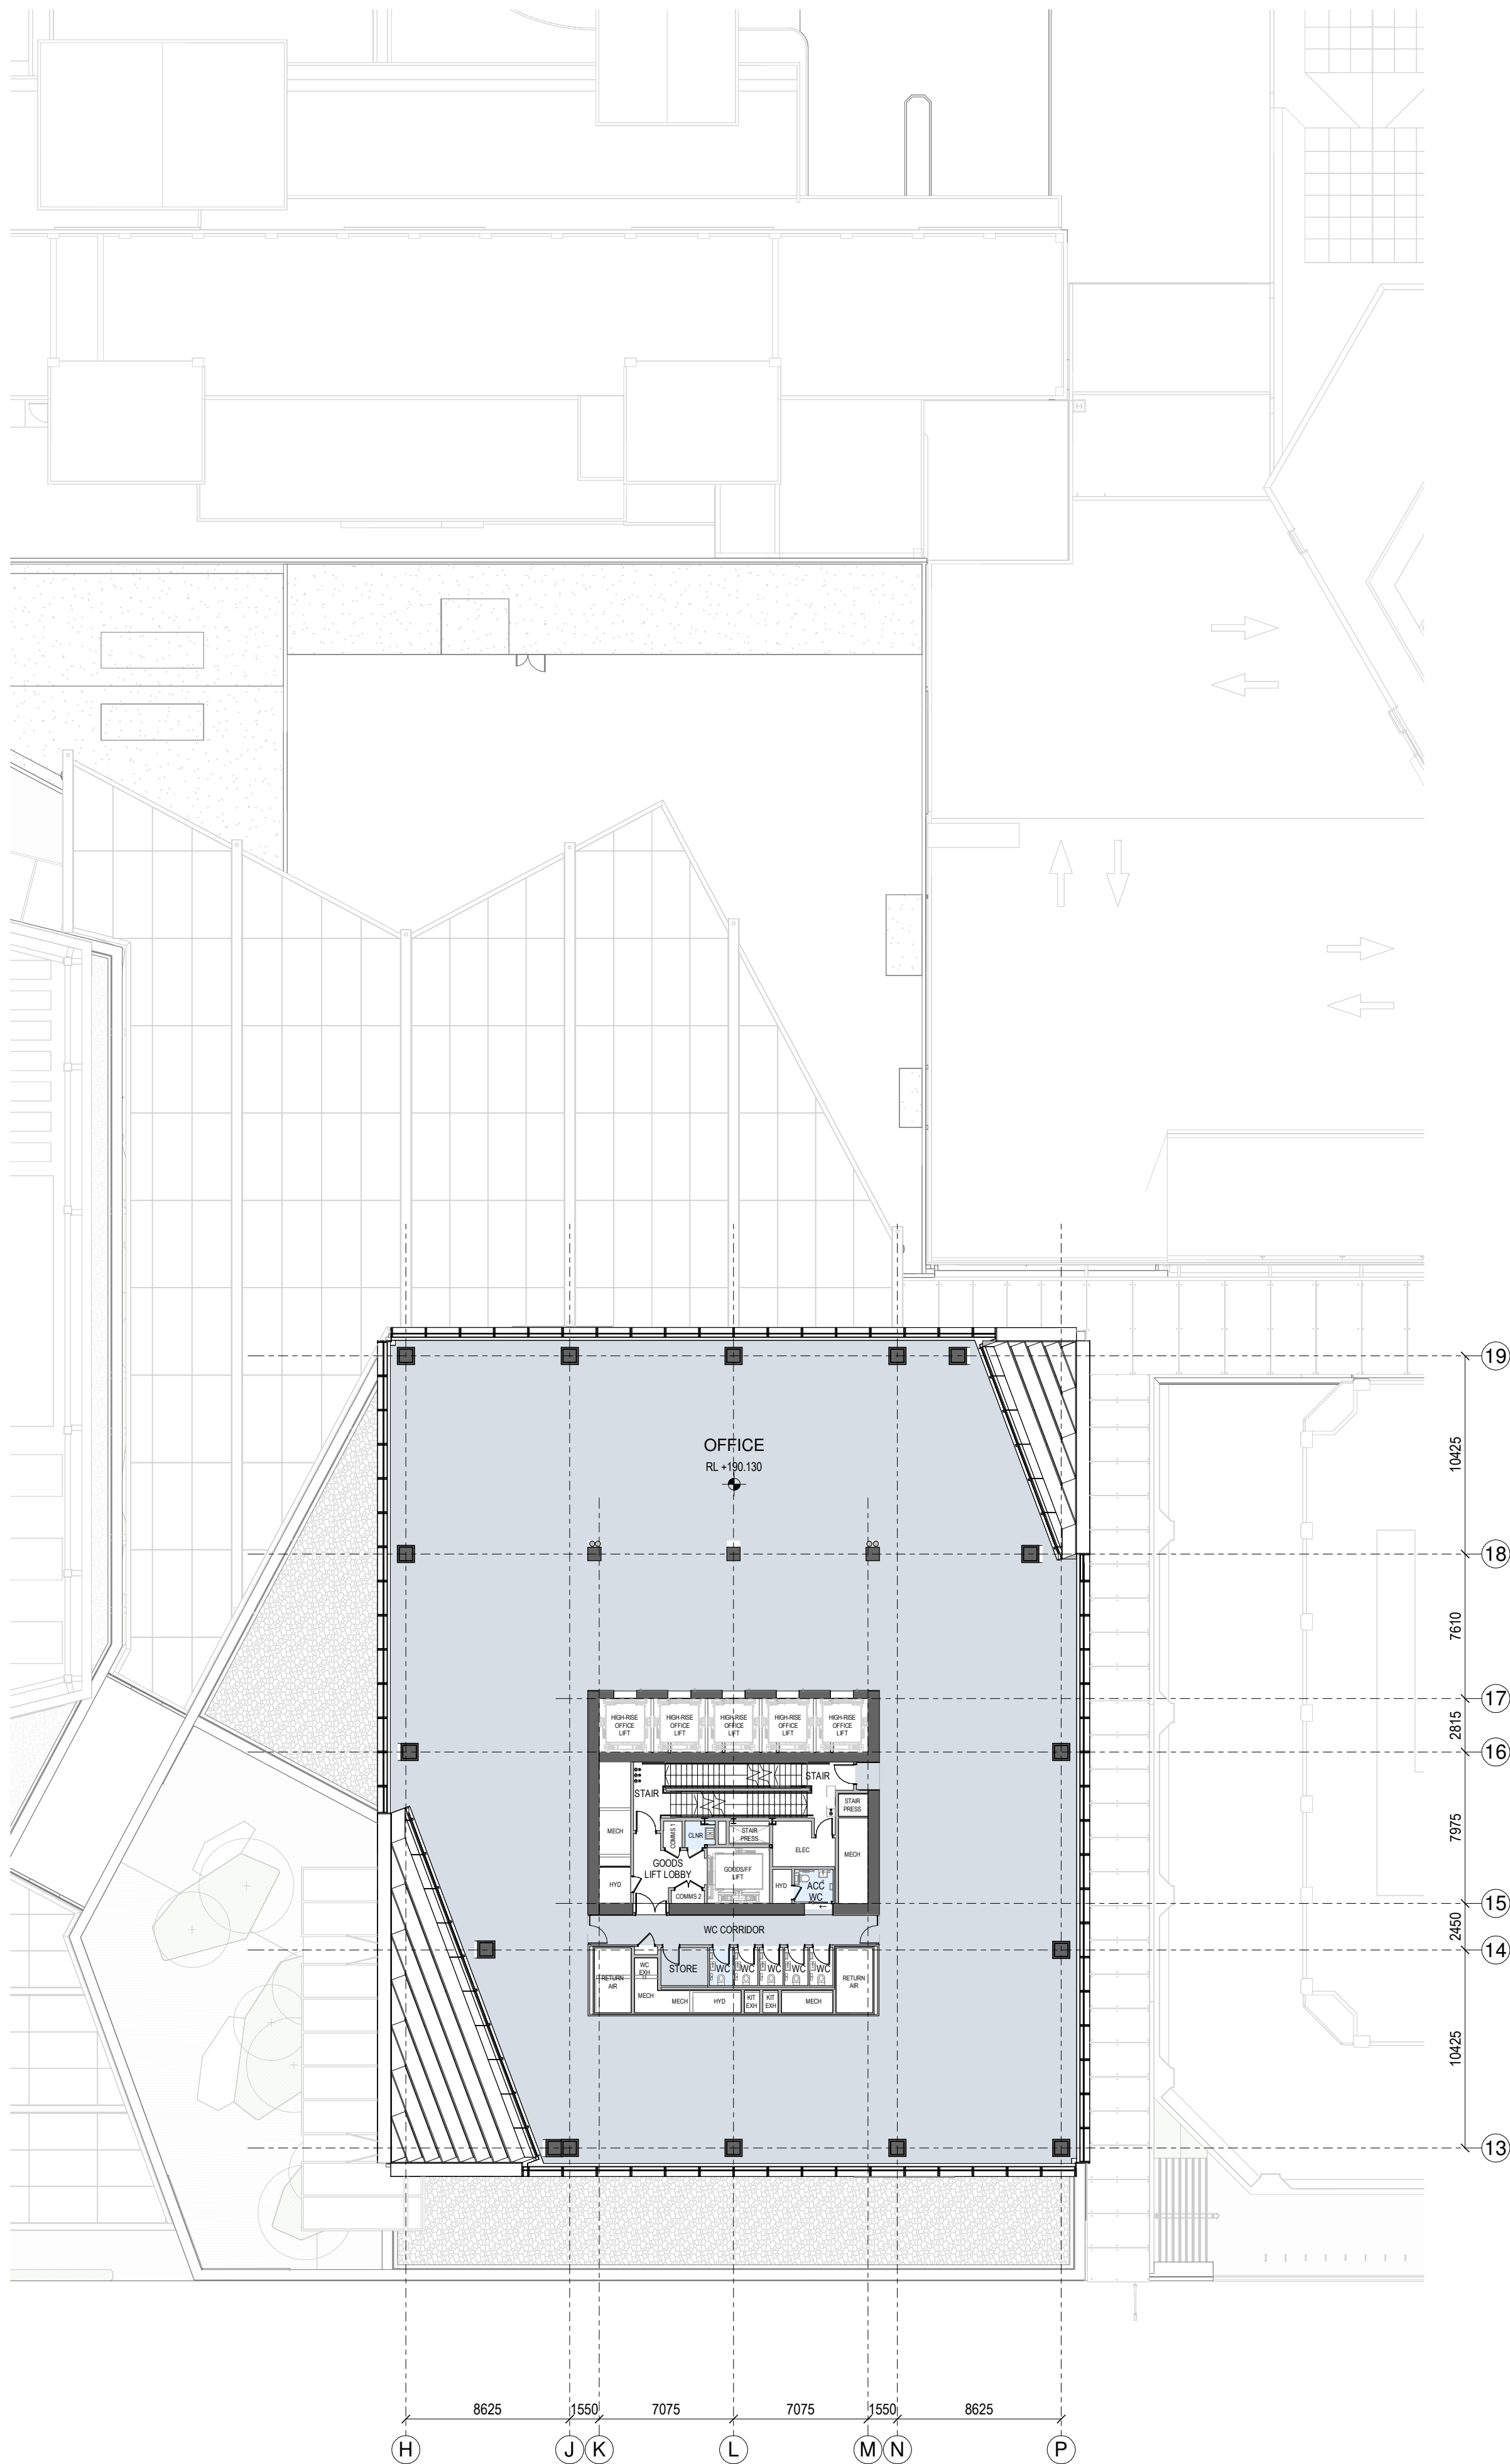 19
10425
OFFICE
RL +190.130
18
7610
17
HIGH-RISE
OFFICE
LIFT
HIGH-RISE
OFFICE
LIFT
HIGH-RISE
OFFICE
LIFT
HIGH-RISE
OFFICE
LIFT
HIGH-RISE
OFFICE
LIFT
2815
16
STAIR
STAIR
STAIR
PRESS
MECH
COMMS 1
CLNR
STAIR
PRESS
ELEC
MECH
7975
GOODS
LIFT LOBBY
GOODS/FF
LIFT
HYD
COMMS 2
HYD
ACC
WC
15
WC CORRIDOR
2450
14
RETURN
AIR
WC
EXH
STORE
WC
WC
WC
WC
WC
RETURN
AIR
MECH
MECH
HYD
KIT
EXH
KIT
EXH
MECH
10425
13
8625
1550
7075
7075
1550
8625
H
J
K
L
M
N
P